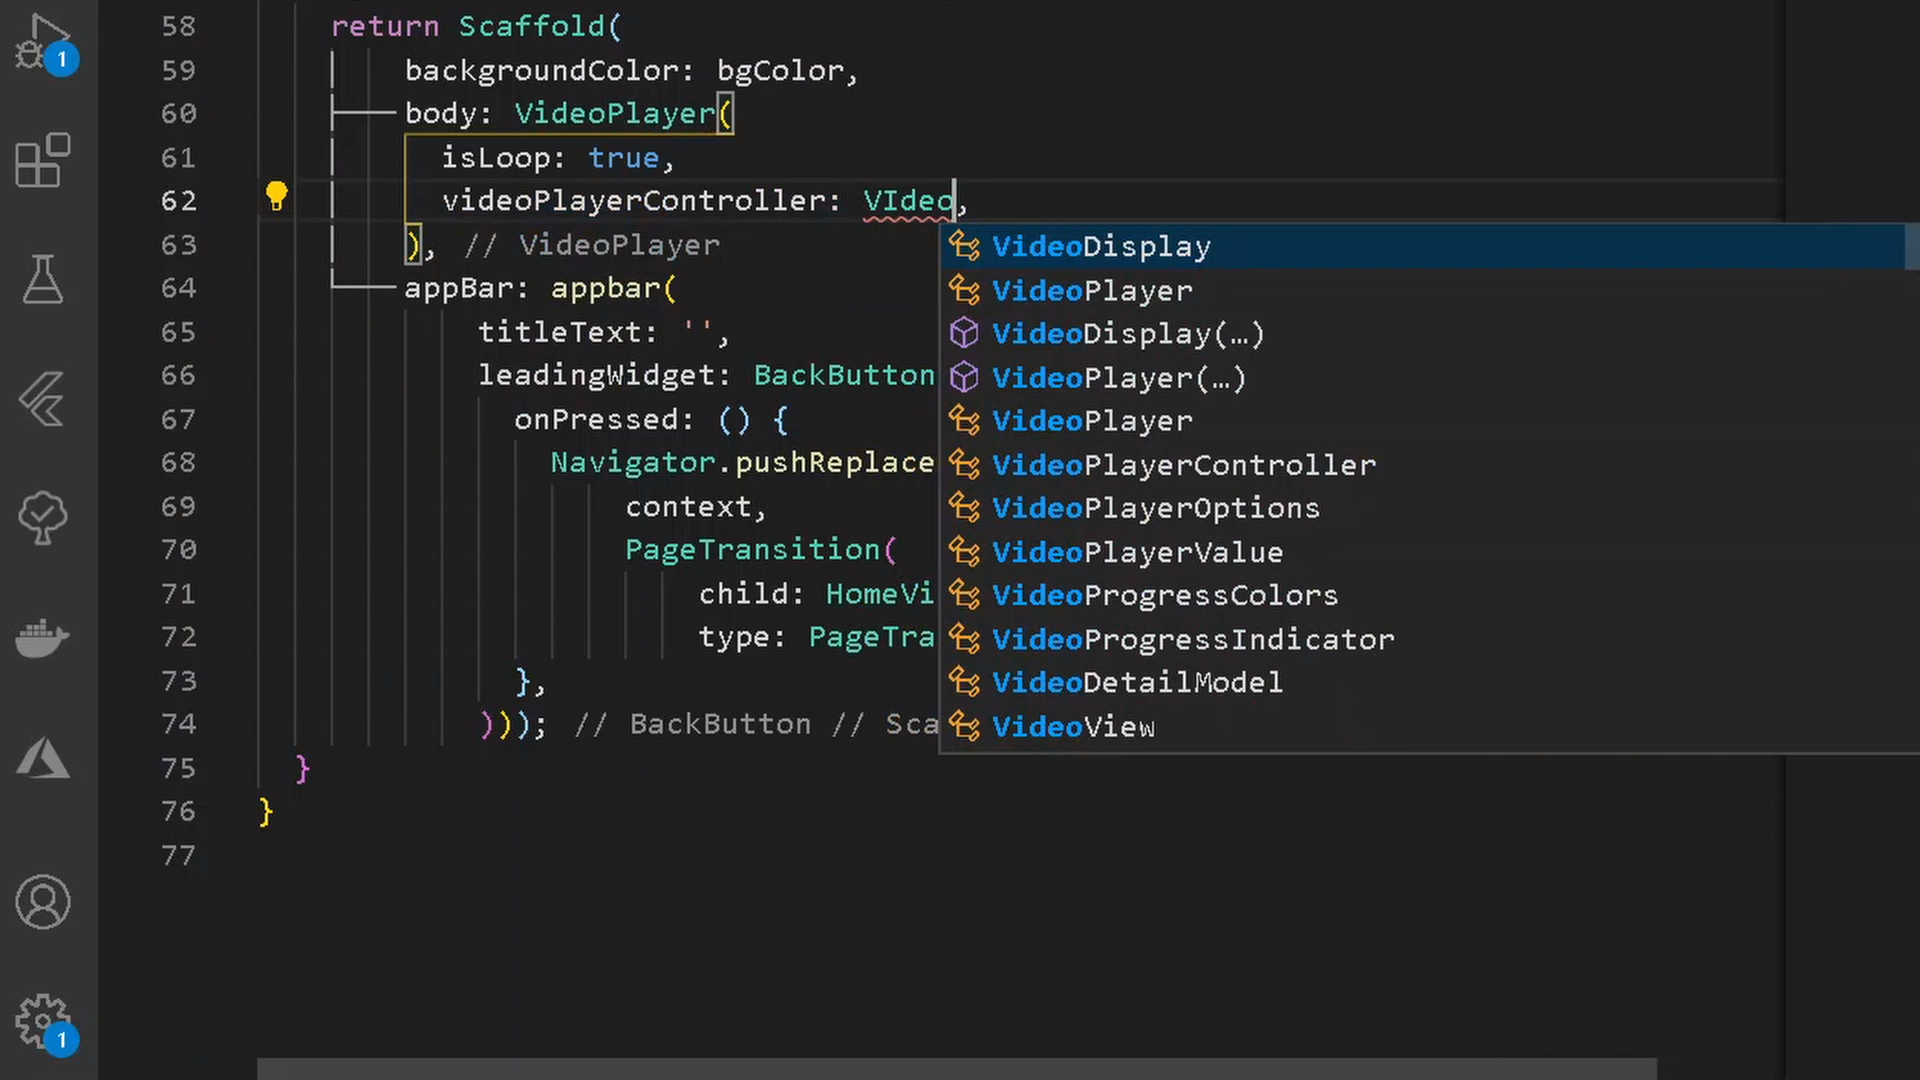 58 return Scaffold(
59 backgroundColor: bgColor,
60 body: VideoPlayer(
61 isLoop: true,
62 videoPlayerController: VIdeo,
63 ), // VideoPlayer
64 appBar: appbar(
65 titleText: '',
66 leadingWidget: BackButton
67 onPressed: () {
68 Navigator.pushReplace
69 context,
70 PageTransition(
71 child: HomeVi
72 type: PageTra
73 },
74 ))); // BackButton // Sca
75 }
76 }
77
VideoDisplay
VideoPlayer
VideoDisplay(…)
VideoPlayer(…)
VideoPlayer
VideoPlayerController
VideoPlayerOptions
VideoPlayerValue
VideoProgressColors
VideoProgressIndicator
VideoDetailModel
VideoView
1
1